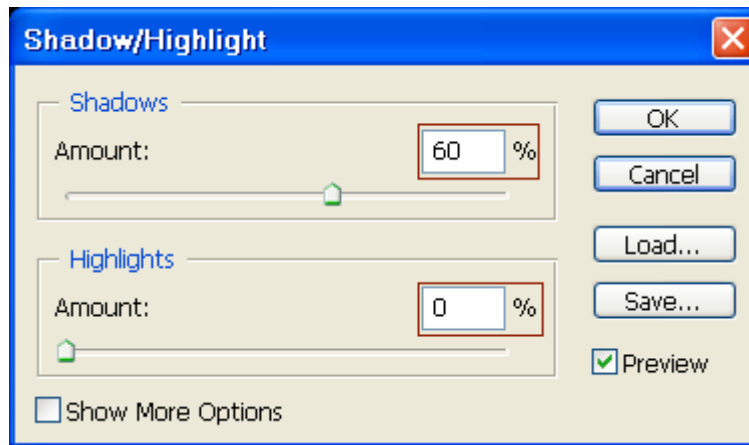 Shadow/Highlight
Shadows
Amount: 60 %
Highlights
Amount: 0 %
Show More Options
OK
Cancel
Load...
Save...
Preview